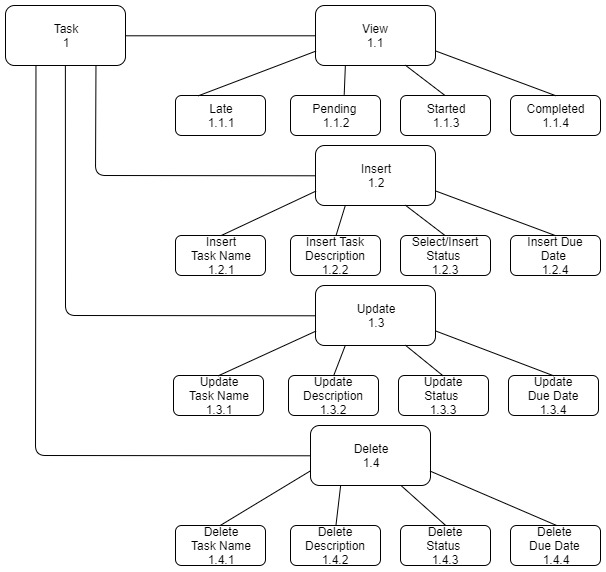 Task
1
View
1.1
Late
1.1.1
Pending
1.1.2
Started
1.1.3
Completed
1.1.4
Insert
1.2
Insert
Task Name
1.2.1
Insert Task
Description
1.2.2
Select/Insert
Status
1.2.3
Insert Due
Date
1.2.4
Update
1.3
Update
Task Name
1.3.1
Update
Description
1.3.2
Update
Status
1.3.3
Update
Due Date
1.3.4
Delete
1.4
Delete
Task Name
1.4.1
Delete
Description
1.4.2
Delete
Status
1.4.3
Delete
Due Date
1.4.4